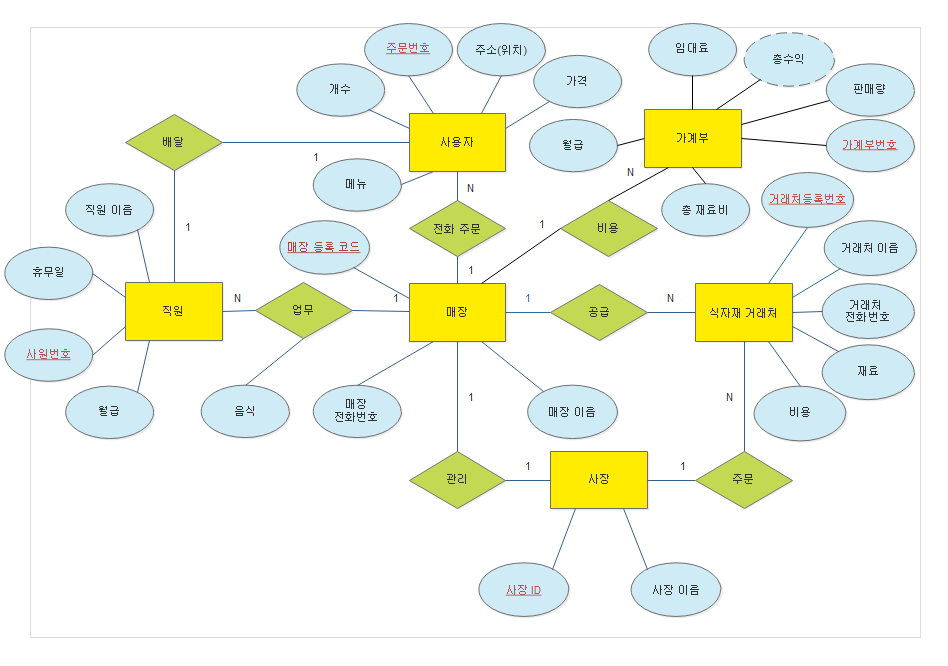 주문번호
주소(위치)
임대료
총수익
개수
가격
판매량
배달
사용자
월급
가계부
가계부번호
1
메뉴
N
N
직원 이름
1
전화 주문
매장 등록 코드
1
비용
총 재료비
거래처등록번호
거래처 이름
휴무일
1
직원
N
업무
1
매장
1
공급
N
식자재 거래처
거래처
전화번호
사원번호
재료
월급
음식
매장
전화번호
1
매장 이름
N
비용
관리
1
사장
1
주문
사장 ID
사장 이름